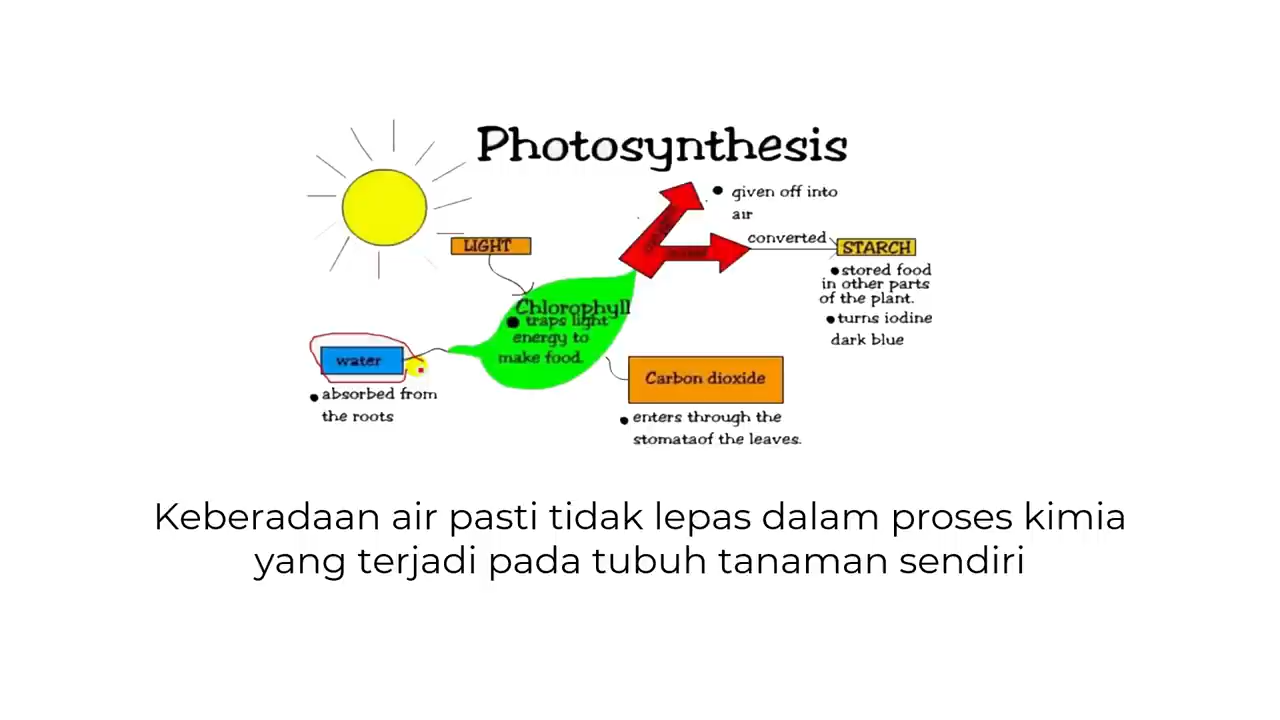 Photosynthesis
given off into
air
converted
STARCH
stored food
in other parts
of the plant.
turns iodine
dark blue
LIGHT
Chlorophyll
traps light
energy to
make food.
water
absorbed from
the roots
Carbon dioxide
enters through the
stomataof the leaves.
Keberadaan air pasti tidak lepas dalam proses kimia
yang terjadi pada tubuh tanaman sendiri